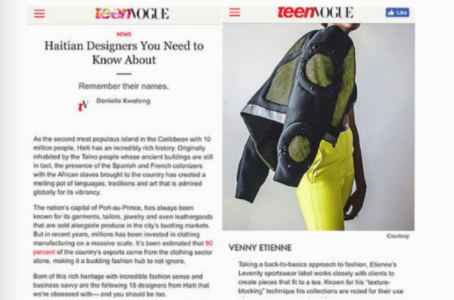 teenVOGUE
NEWS
Haitian Designers You Need to
Know About
Remember their names.
tV
Danielle Kwateng
As the second most populous island in the Caribbean with 10
million people, Haiti has an incredibly rich history. Originally
inhabited by the Taíno people whose ancient buildings are still
in tact, the presence of the Spanish and French colonizers
with the African slaves brought to the country has created a
melting pot of languages, traditions and art that is admired
globally for its vibrancy.
The nation's capital of Port-au-Prince, has always been
known for its garments, tailors, jewelry and even leathergoods
that are sold alongside produce in the city's bustling markets.
But in recent years, millions has been invested in clothing
manufacturing on a massive scale. It's been estimated that 90
percent of the country's exports come from the clothing sector
alone, making it a budding fashion hub to not ignore.
Born of this rich heritage with incredible fashion sense and
business savvy are the following 15 designers from Haiti that
we're obsessed with— and you should be too.
teenVOGUE
Like
Courtesy
VENNY ETIENNE
Taking a back-to-basics approach to fashion, Etienne's
Levenity sportswear label works closely with clients to
create pieces that fit to a tee. Known for his "texture-
blocking" technique his collections are noted for their use